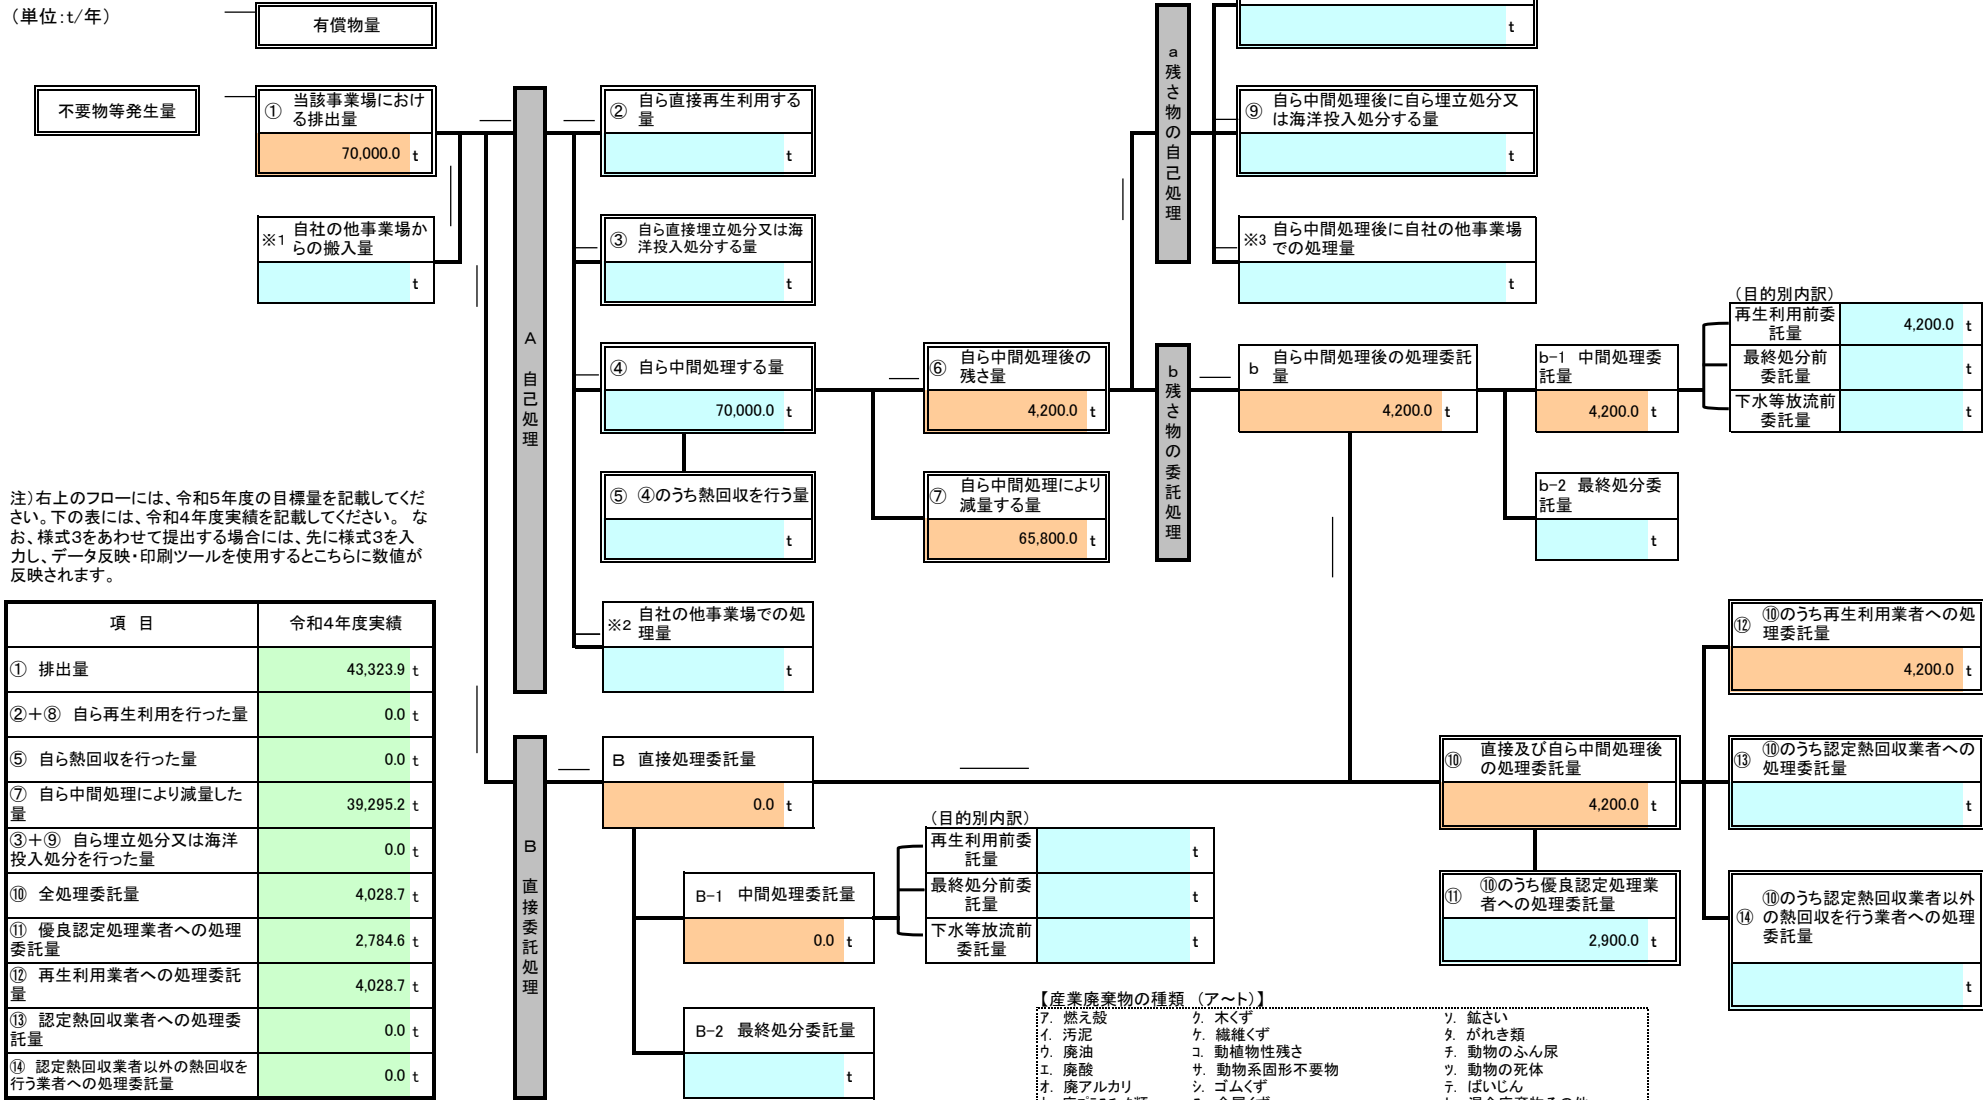 （単位:t/年）
有償物量
不要物等発生量
①
当該事業場におけ
る排出量
70,000.0 t
※1
自社の他事業場か
らの搬入量
t
A 自己処理
②
自ら直接再生利用する
量
t
③
自ら直接埋立処分又は海
洋投入処分する量
t
④ 自ら中間処理する量
70,000.0 t
⑤ ④のうち熱回収を行う量
t
※2
自社の他事業場での処
理量
t
⑥
自ら中間処理後の
残さ量
4,200.0 t
⑦
自ら中間処理により
減量する量
65,800.0 t
a 残さ物の自己処理
t
⑨
自ら中間処理後に自ら埋立処分又
は海洋投入処分する量
t
※3
自ら中間処理後に自社の他事業場
での処理量
t
b 残さ物の委託処理
b
自ら中間処理後の処理委託
量
4,200.0 t
b-1 中間処理委
託量
4,200.0 t
b-2 最終処分委
託量
t
（目的別内訳）
再生利用前委
託量
4,200.0 t
最終処分前
委託量
t
下水等放流前
委託量
t
注）右上のフローには、令和5年度の目標量を記載してくだ
さい。下の表には、令和4年度実績を記載してください。 な
お、様式3をあわせて提出する場合には、先に様式3を入
力し、データ反映・印刷ツールを使用するとこちらに数値が
反映されます。
項 目 令和4年度実績
① 排出量 43,323.9 t
②＋⑧ 自ら再生利用を行った量 0.0 t
⑤ 自ら熱回収を行った量 0.0 t
⑦ 自ら中間処理により減量した
量
39,295.2 t
③＋⑨ 自ら埋立処分又は海洋
投入処分を行った量
0.0 t
⑩ 全処理委託量 4,028.7 t
⑪ 優良認定処理業者への処理
委託量
2,784.6 t
⑫ 再生利用業者への処理委託
量
4,028.7 t
⑬ 認定熱回収業者への処理委
託量
0.0 t
⑭ 認定熱回収業者以外の熱回収を
行う業者への処理委託量
0.0 t
B 直接委託処理
B 直接処理委託量
0.0 t
B-1 中間処理委託量
0.0 t
B-2 最終処分委託量
t
（目的別内訳）
再生利用前委
託量
t
最終処分前委
託量
t
下水等放流前
委託量
t
⑩
直接及び自ら中間処理後
の処理委託量
4,200.0 t
⑪
⑩のうち優良認定処理業
者への処理委託量
2,900.0 t
⑫
⑩のうち再生利用業者への処
理委託量
4,200.0 t
⑬
⑩のうち認定熱回収業者への
処理委託量
t
⑭
⑩のうち認定熱回収業者以外
の熱回収を行う業者への処理
委託量
t
【産業廃棄物の種類 （ア～ト）】
ア. 燃え殻 ク. 木くず ソ. 鉱さい
イ. 汚泥 ケ. 繊維くず タ. がれき類
ウ. 廃油 コ. 動植物性残さ チ. 動物のふん尿
エ. 廃酸 サ. 動物系固形不要物 ツ. 動物の死体
オ. 廃アルカリ シ. ゴムくず テ. ばいじん